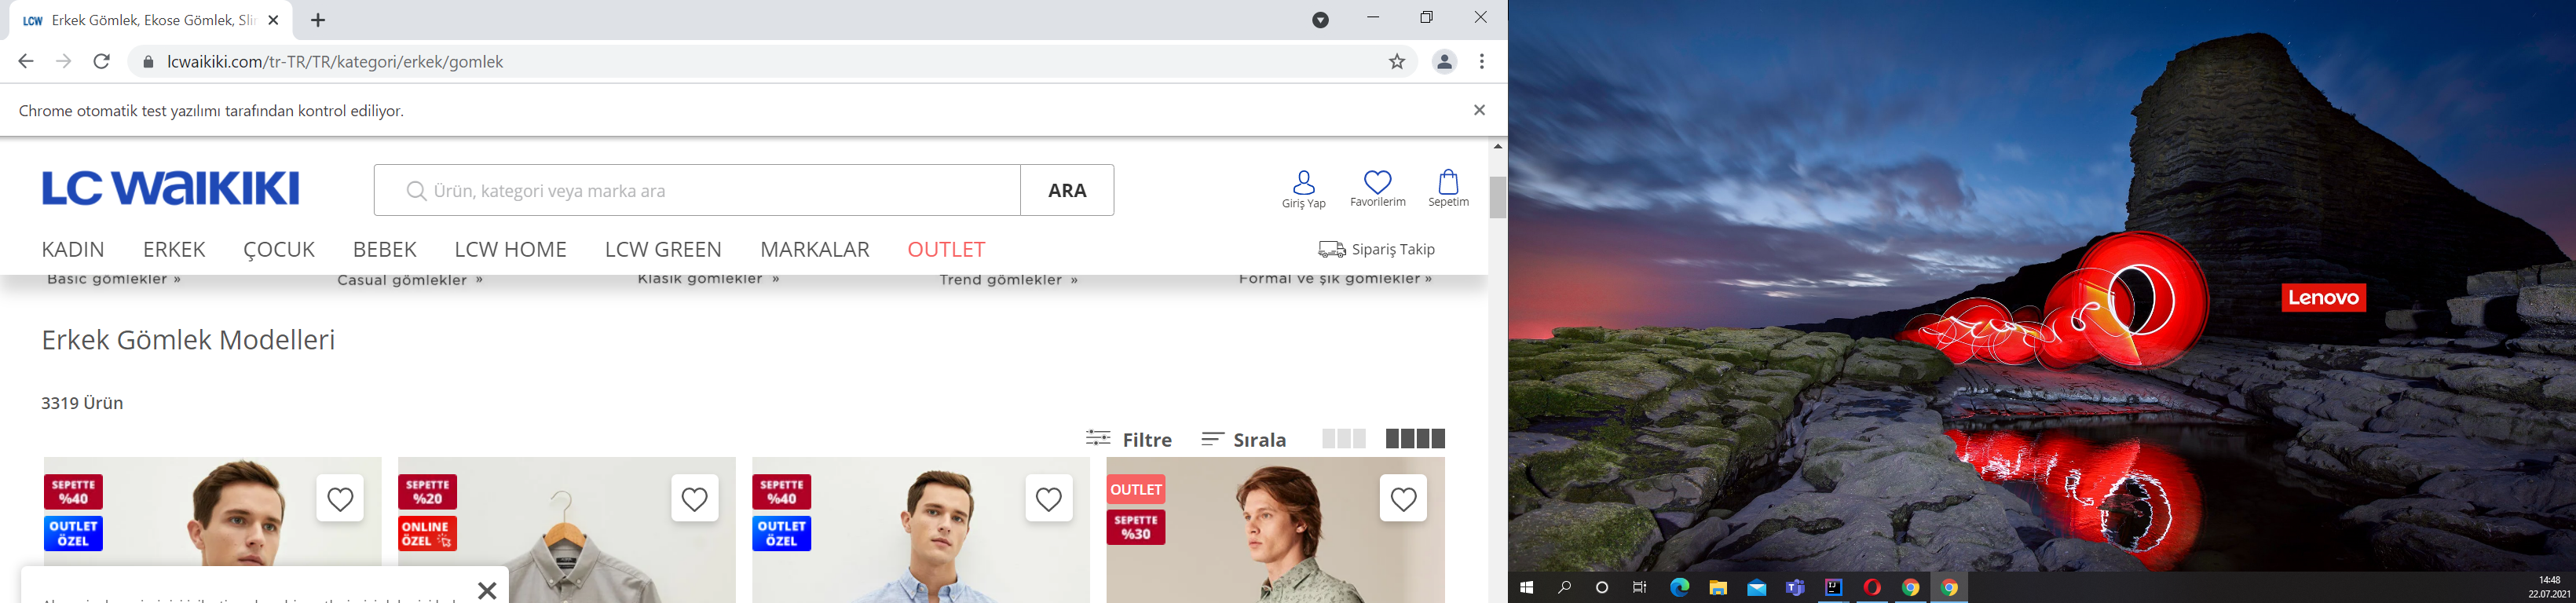 LCW Erkek Gömlek, Ekose Gömlek, Slim
lcwaikiki.com/tr-TR/TR/kategori/erkek/gomlek
Chrome otomatik test yazılımı tarafından kontrol ediliyor.
LC WAIKIKI
Ürün, kategori veya marka ara
ARA
Giriş Yap
Favorilerim
Sepetim
KADIN ERKEK ÇOCUK BEBEK LCW HOME LCW GREEN MARKALAR OUTLET
Sipariş Takip
Basic gömlekler »
Casual gömlekler »
Klasik gömlekler »
Trend gömlekler »
Formal ve şık gömlekler »
Erkek Gömlek Modelleri
3319 Ürün
Filtre
Sırala
SEPETTE
%40
OUTLET
ÖZEL
SEPETTE
%20
ONLINE
ÖZEL
SEPETTE
%40
OUTLET
ÖZEL
OUTLET
SEPETTE
%30
Lenovo
14:48
22.07.2021